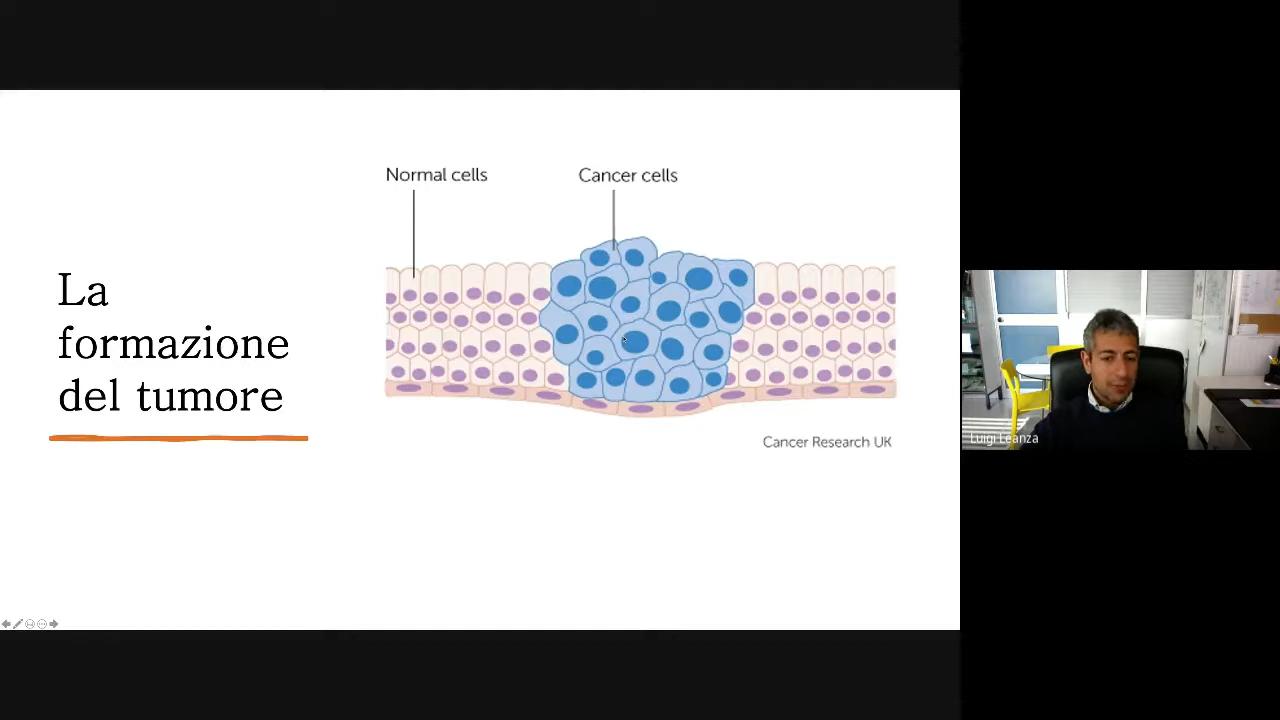 Normal cells
Cancer cells
La
formazione
del tumore
Cancer Research UK
Luigi Leanza